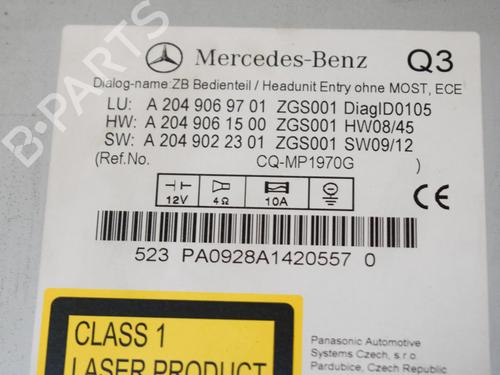 Mercedes-Benz Q3
Dialog-name:ZB Bedienteil / Headunit Entry ohne MOST, ECE
LU: A 204 906 97 01 ZGS001 DiagID0105
HW: A 204 906 15 00 ZGS001 HW08/45
SW: A 204 902 23 01 ZGS001 SW09/12
(Ref.No. CQ-MP1970G )
12V 4Ω 10A
CE
523 PA0928A1420557 0
CLASS 1
LASER PRODUCT
Panasonic Automotive
Systems Czech, s.r.o.
Pardubice, Czech Republic
B-PARTS